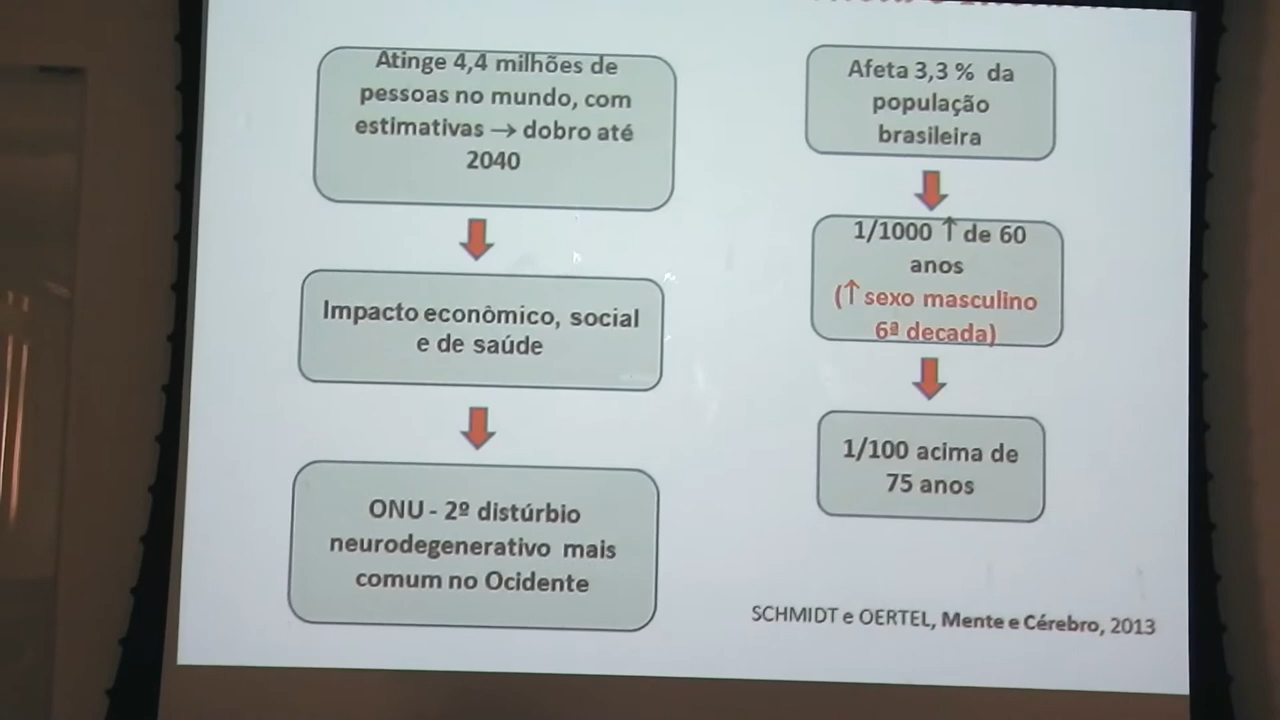 Atinge 4,4 milhões de
pessoas no mundo, com
estimativas → dobro até
2040
Impacto econômico, social
e de saúde
ONU - 2º distúrbio
neurodegenerativo mais
comum no Ocidente
Afeta 3,3 % da
população
brasileira
1/1000 ↑ de 60
anos
(↑ sexo masculino
6ª decada)
1/100 acima de
75 anos
SCHMIDT e OERTEL, Mente e Cérebro, 2013